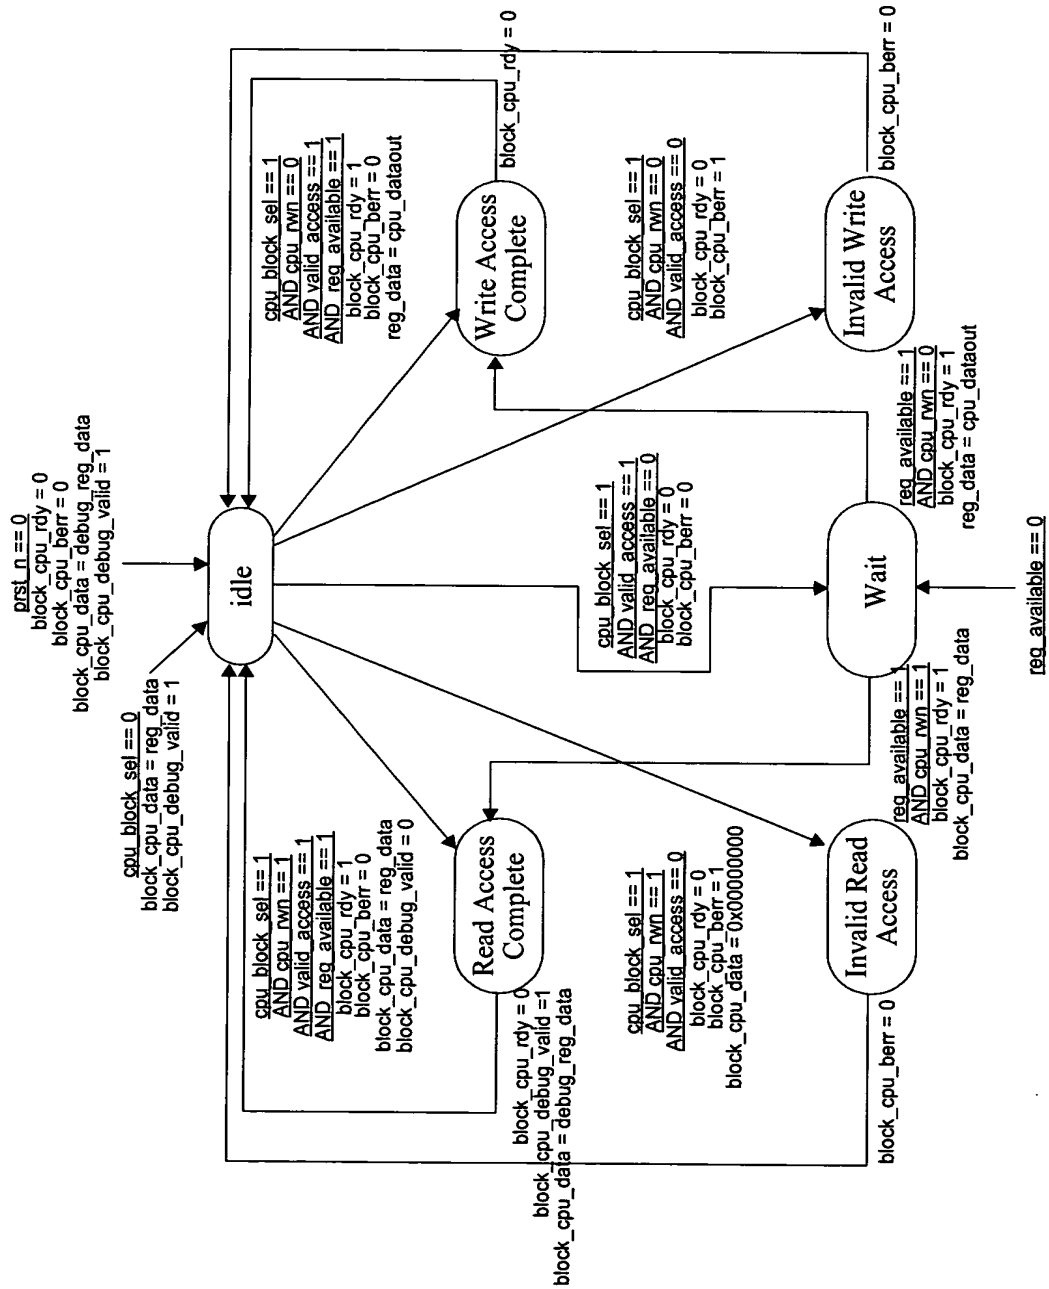 prst_n == 0
block_cpu_rdy = 0
block_cpu_berr = 0
block_cpu_data = debug_reg_data
block_cpu_debug_valid = 1
cpu_block_sel == 0
block_cpu_data = reg_data
block_cpu_debug_valid = 1
idle
cpu_block_sel == 1
AND cpu_rwn == 1
AND valid_access == 1
AND reg_available == 1
block_cpu_rdy = 1
block_cpu_berr = 0
block_cpu_data = reg_data
block_cpu_debug_valid = 0
cpu_block_sel == 1
AND cpu_rwn == 0
AND valid_access == 1
AND reg_available == 1
block_cpu_rdy = 1
block_cpu_berr = 0
reg_data = cpu_dataout
Read Access
Complete
Write Access
Complete
block_cpu_rdy = 0
block_cpu_debug_valid =1
block_cpu_data = debug_reg_data
block_cpu_rdy = 0
cpu_block_sel == 1
AND valid_access == 1
AND reg_available == 0
block_cpu_rdy = 0
block_cpu_berr = 0
cpu_block_sel == 1
AND cpu_rwn == 1
AND valid_access == 0
block_cpu_rdy = 0
block_cpu_berr = 1
block_cpu_data = 0x00000000
cpu_block_sel == 1
AND cpu_rwn == 0
AND valid_access == 0
block_cpu_rdy = 0
block_cpu_berr = 1
Invalid Read
Access
Wait
Invalid Write
Access
block_cpu_berr = 0
reg_available == 1
AND cpu_rwn == 1
block_cpu_rdy = 1
block_cpu_data = reg_data
reg_available == 1
AND cpu_rwn == 0
block_cpu_rdy = 1
reg_data = cpu_dataout
block_cpu_berr = 0
reg_available == 0